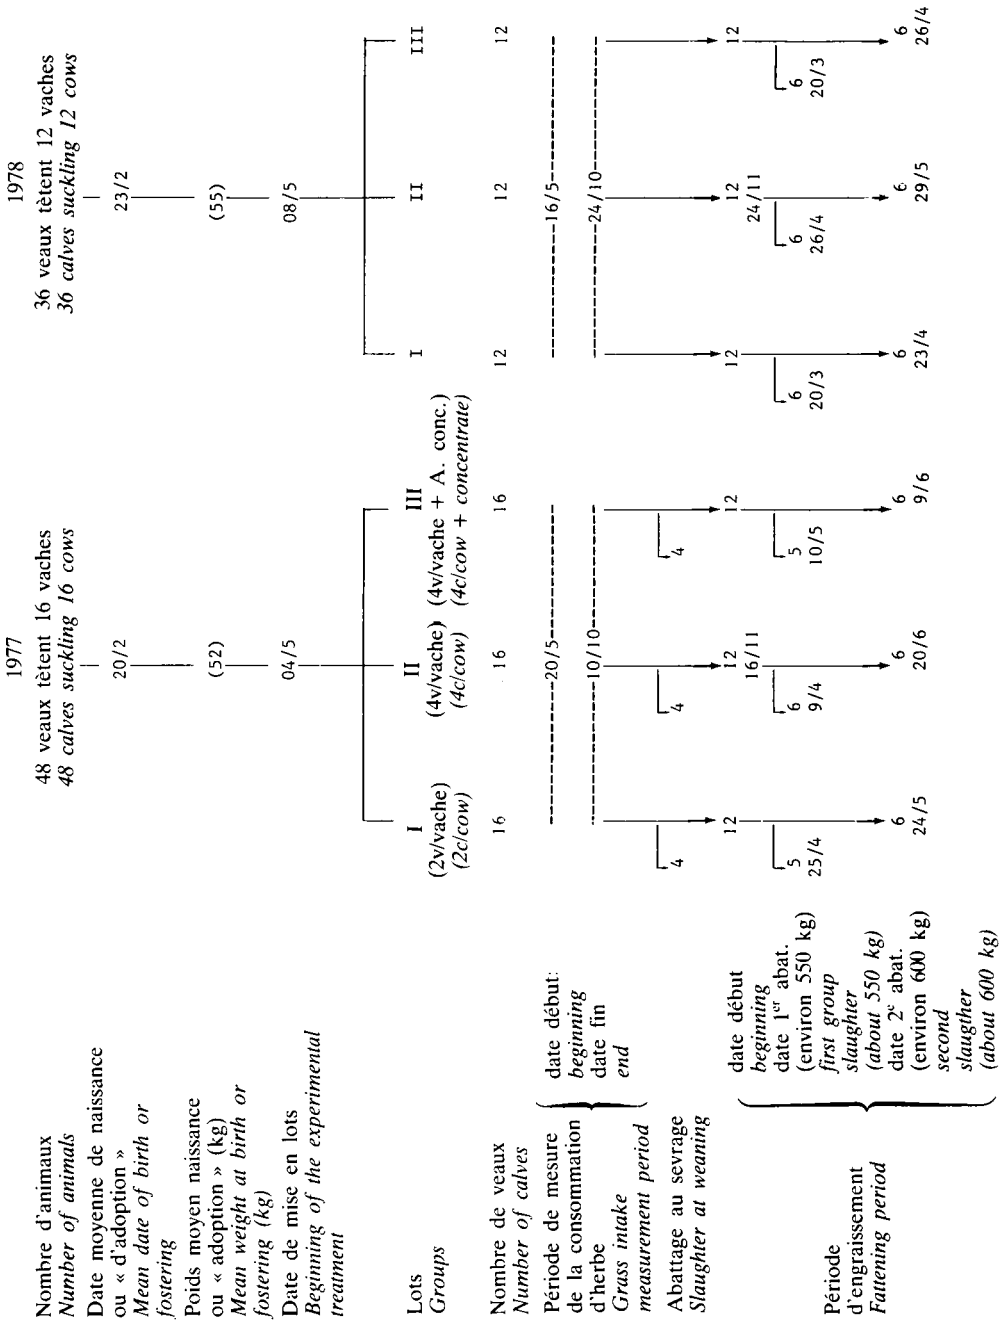 1977
48 veaux tètent 16 vaches
48 calves suckling 16 cows
1978
36 veaux tètent 12 vaches
36 calves suckling 12 cows
Nombre d'animaux
Number of animals
Date moyenne de naissance
ou « d'adoption »
Mean date of birth or
fostering
20/2
23/2
Poids moyen naissance
ou « adoption » (kg)
Mean weight at birth or
fostering (kg)
(52)
(55)
Date de mise en lots
Beginning of the experimental
treatment
04/5
08/5
Lots
Groups
I
(2v/vache)
(2c/cow)
II
(4v/vache)
(4c/cow)
III
(4v/vache + A. conc.)
(4c/cow + concentrate)
I
II
III
Nombre de veaux
Number of calves
16
16
16
12
12
12
Période de mesure
de la consommation
d'herbe
Grass intake
measurement period
date début:
beginning
date fin
end
20/5
16/5
10/10
24/10
Abattage au sevrage
Slaughter at weaning
4
4
4
Période
d'engraissement
Fattening period
date début
beginning
date 1er abat.
(environ 550 kg)
first group
slaughter
(about 550 kg)
date 2e abat.
(environ 600 kg)
second
slaugther
(about 600 kg)
12
12
12
12
12
12
16/11
24/11
5
6
5
6
6
6
25/4
9/4
10/5
20/3
26/4
20/3
6
6
6
6
6
6
24/5
20/6
9/6
23/4
29/5
26/4